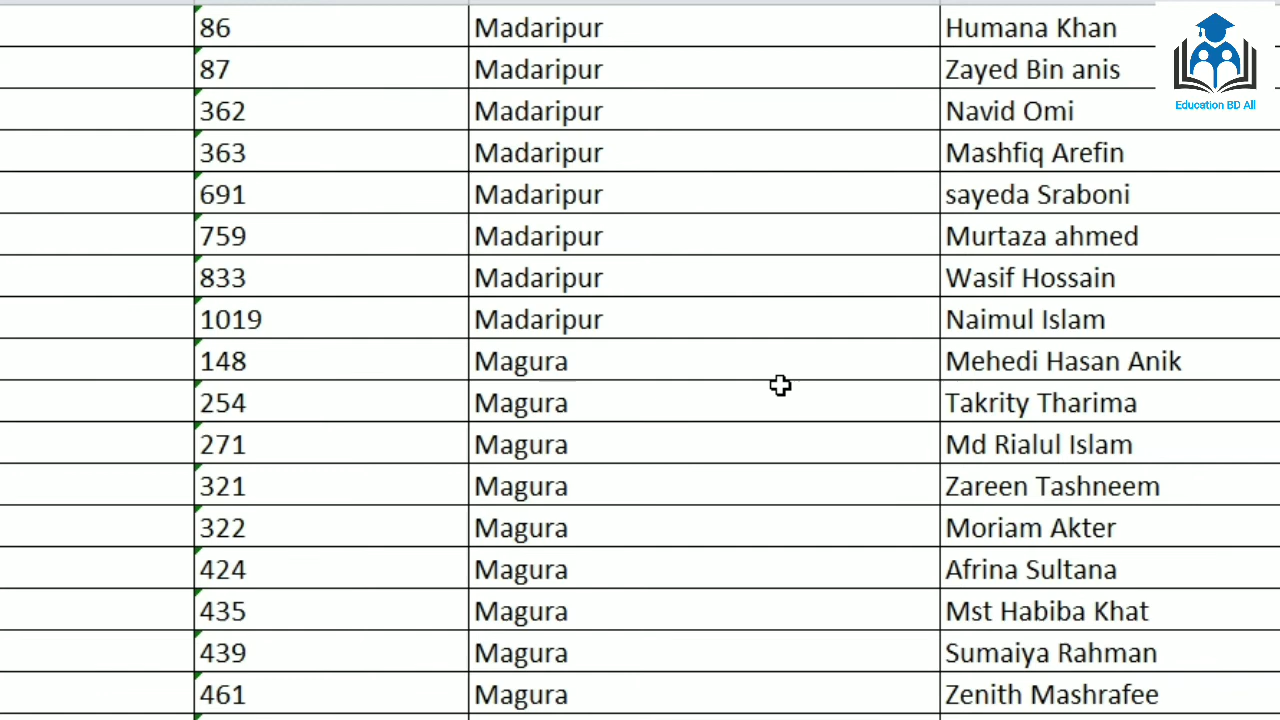 86 Madaripur Humana Khan
87 Madaripur Zayed Bin anis
362 Madaripur Navid Omi
363 Madaripur Mashfiq Arefin
691 Madaripur sayeda Sraboni
759 Madaripur Murtaza ahmed
833 Madaripur Wasif Hossain
1019 Madaripur Naimul Islam
148 Magura Mehedi Hasan Anik
254 Magura Takrity Tharima
271 Magura Md Rialul Islam
321 Magura Zareen Tashneem
322 Magura Moriam Akter
424 Magura Afrina Sultana
435 Magura Mst Habiba Khat
439 Magura Sumaiya Rahman
461 Magura Zenith Mashrafee
Education BD All